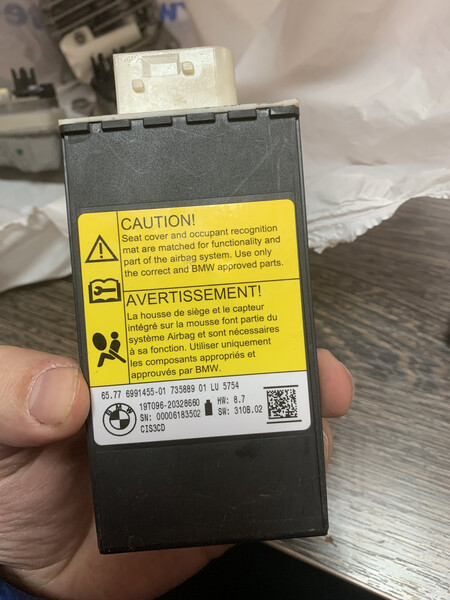 CAUTION!
Seat cover and occupant recognition
mat are matched for functionality and
part of the airbag system. Use only
the correct and BMW approved parts.
AVERTISSEMENT!
La housse de siège et le capteur
intégré sur la mousse font partie du
système Airbag et sont nécessaires
à sa fonction. Utiliser uniquement
les composants appropriés et
approuvés par BMW.
65.77 6991455-01 735889 01 LU 5754
BMW
19T096-20328660 HW: 8.7
SN: 00006183502 SW: 310B.02
CIS3CD